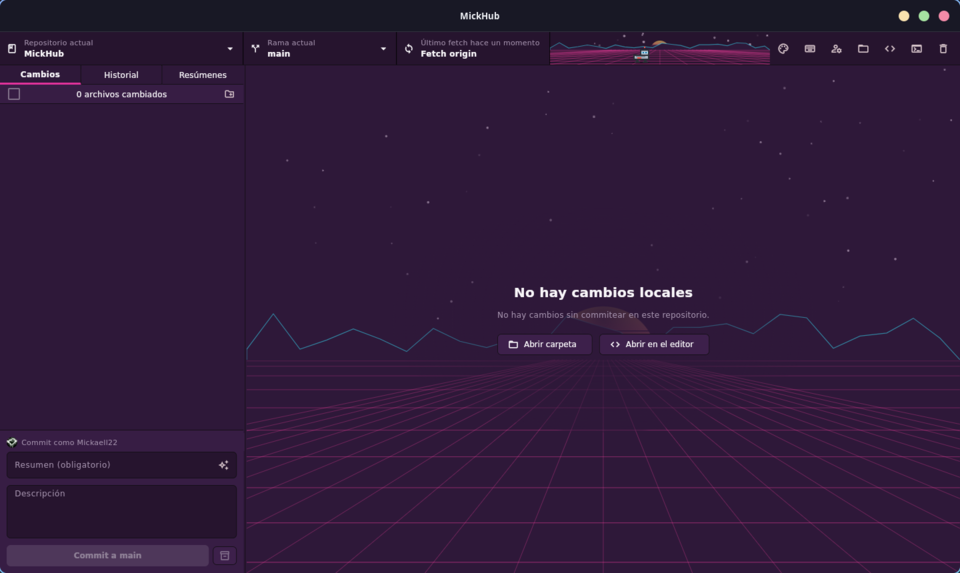 MickHub
Repositorio actual
MickHub
Rama actual
main
Último fetch hace un momento
Fetch origin
Cambios
Historial
Resúmenes
0 archivos cambiados
No hay cambios locales
No hay cambios sin commitear en este repositorio.
Abrir carpeta
Abrir en el editor
Commit como Mickaell22
Resumen (obligatorio)
Descripción
Commit a main